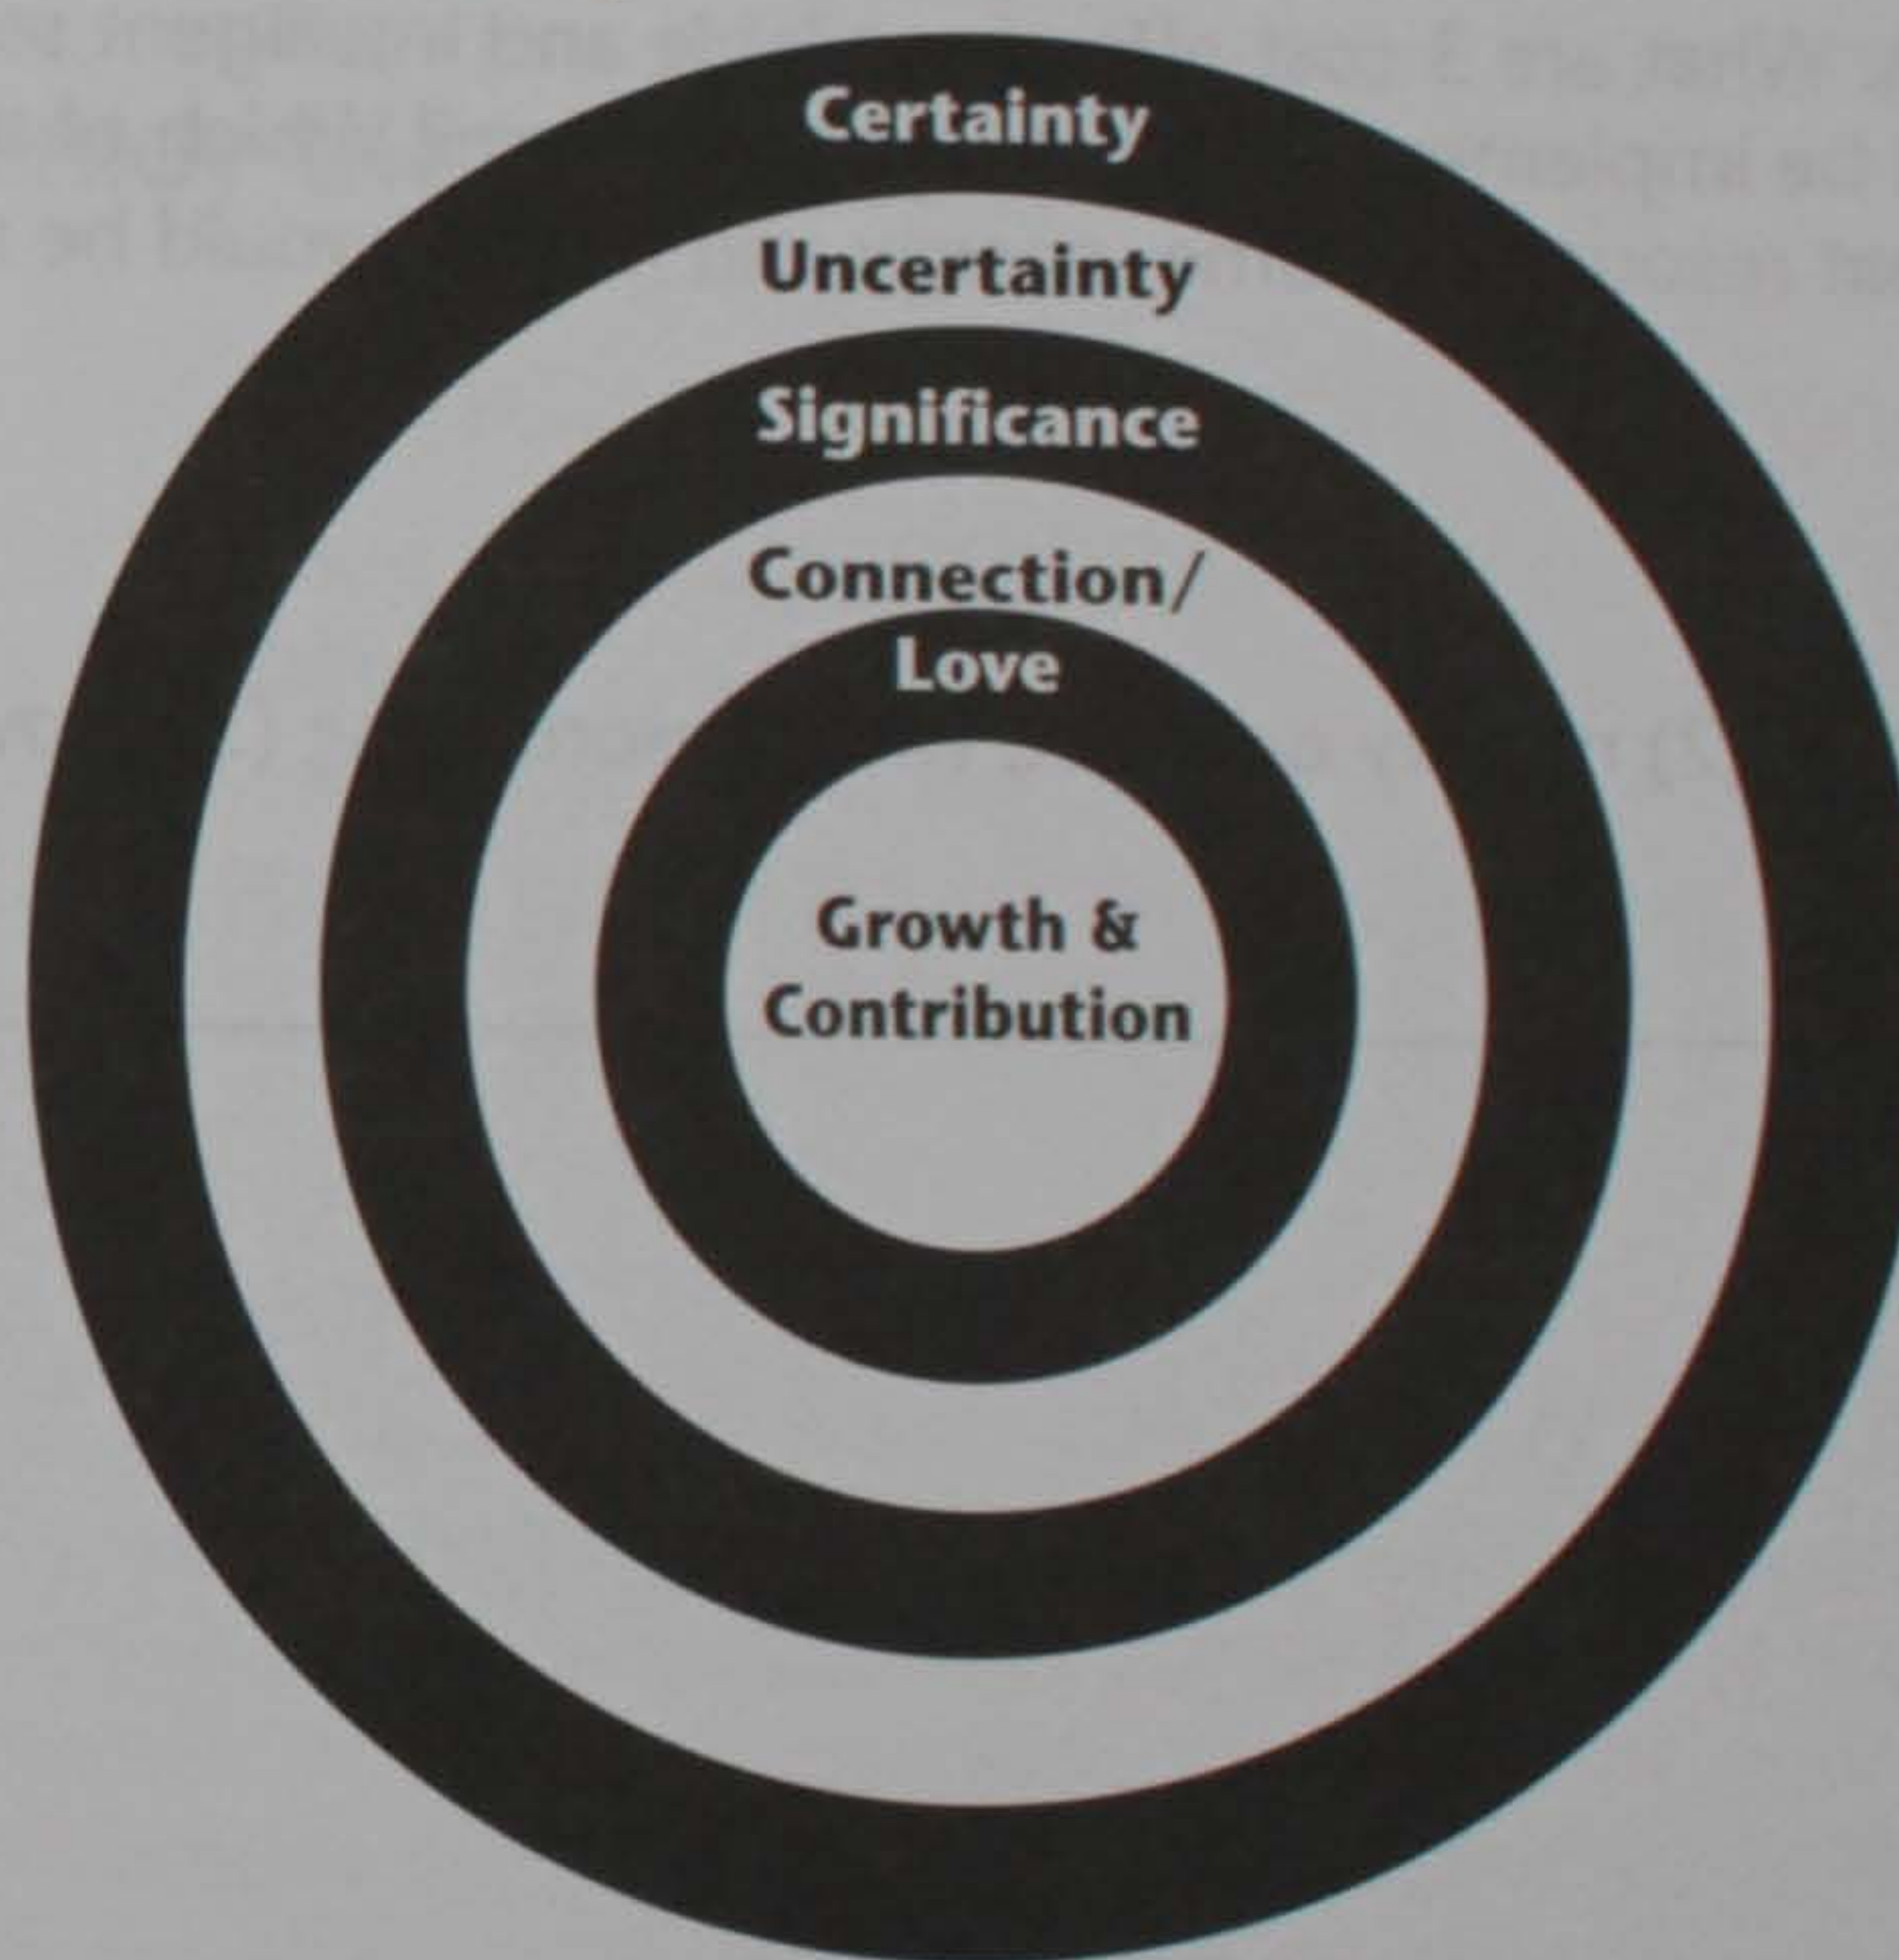 Certainty
Uncertainty
Significance
Connection/
Love
Growth &
Contribution